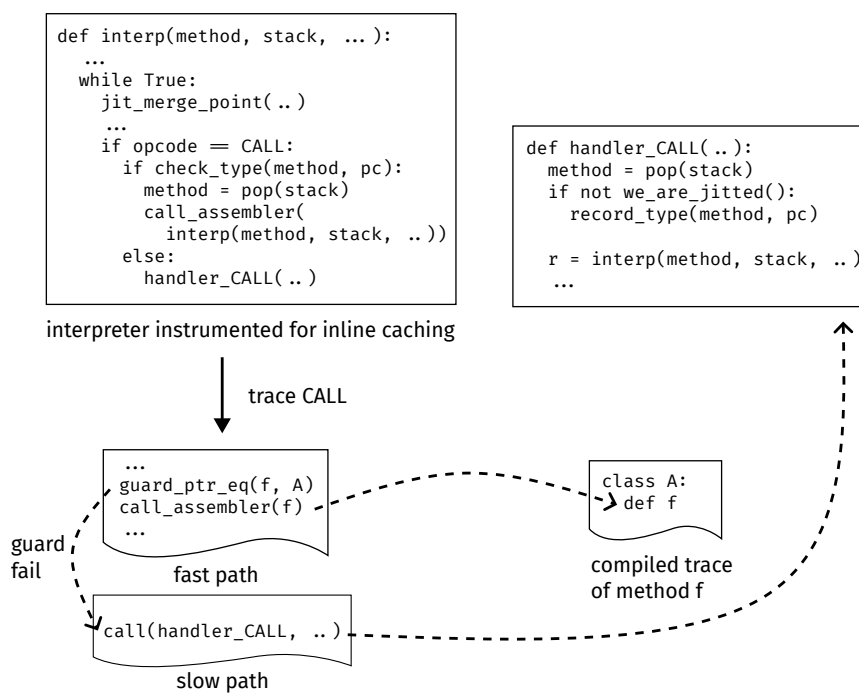 def interp(method, stack, ...):
...
while True:
jit_merge_point(..)
...
if opcode == CALL:
if check_type(method, pc):
method = pop(stack)
call_assembler(
interp(method, stack, ..))
else:
handler_CALL(..)
interpreter instrumented for inline caching
def handler_CALL(..):
method = pop(stack)
if not we_are_jitted():
record_type(method, pc)
r = interp(method, stack, ..)
...
trace CALL
...
guard_ptr_eq(f, A)
call_assembler(f)
...
fast path
class A:
def f
compiled trace
of method f
guard
fail
call(handler_CALL, ..)
slow path